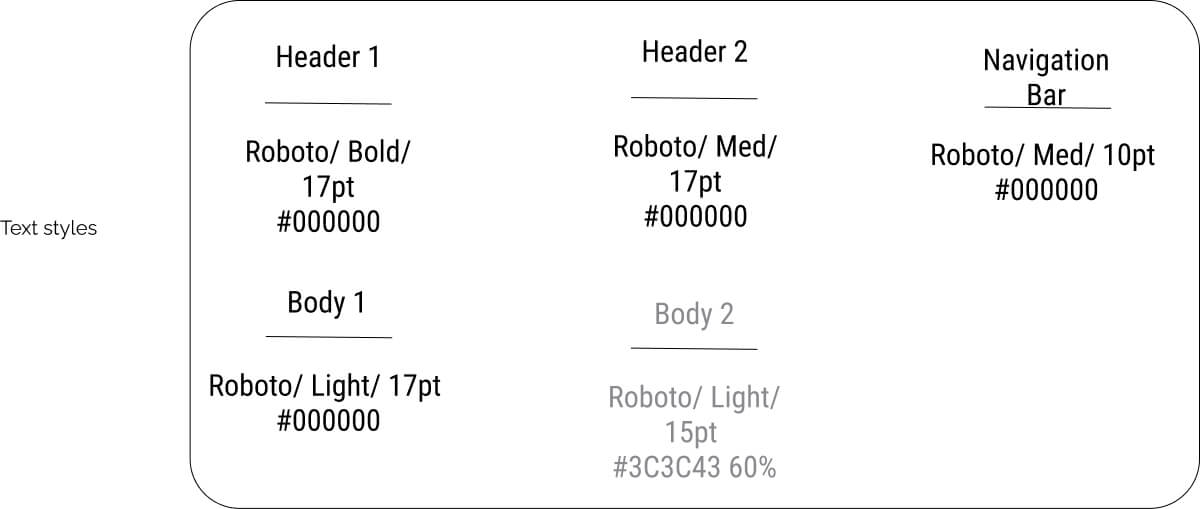 Text styles
Header 1
Roboto/ Bold/
17pt
#000000
Header 2
Roboto/ Med/
17pt
#000000
Navigation
Bar
Roboto/ Med/ 10pt
#000000
Body 1
Roboto/ Light/ 17pt
#000000
Body 2
Roboto/ Light/
15pt
#3C3C43 60%